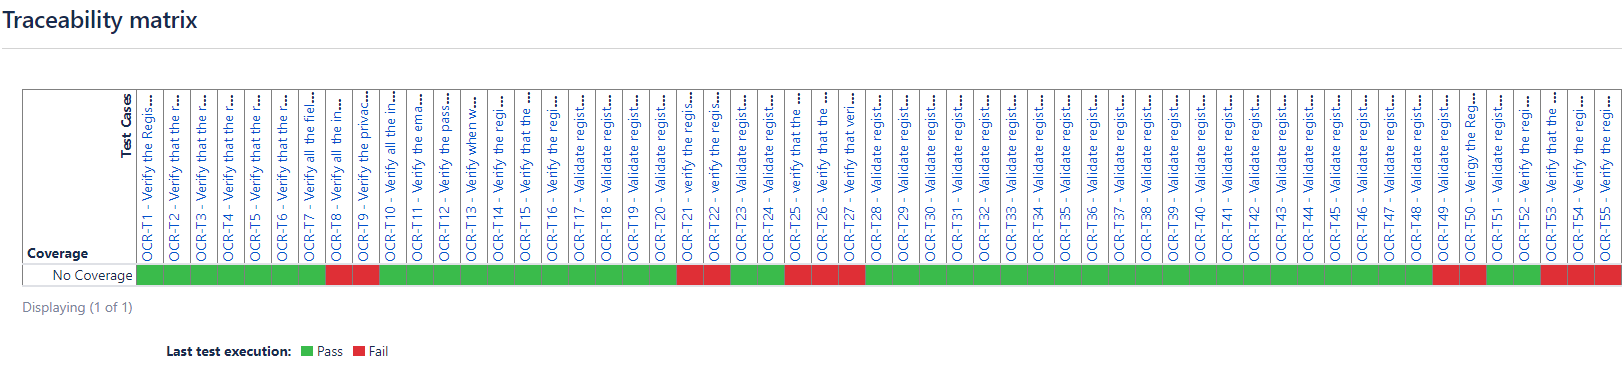 Traceability matrix
Test Cases
Coverage
OCR-T1 - Verify the Regis...
OCR-T2 - Verify that the r...
OCR-T3 - Verify that the r...
OCR-T4 - Verify that the r...
OCR-T5 - Verify that the r...
OCR-T6 - Verify that the r...
OCR-T7 - Verify all the fiel...
OCR-T8 - Verify all the in...
OCR-T9 - Verify the privac...
OCR-T10 - Verify all the in...
OCR-T11 - Verify the ema...
OCR-T12 - Verify the pass...
OCR-T13 - Verify when w...
OCR-T14 - Verify the regi...
OCR-T15 - Verify that the ...
OCR-T16 - Verify the regi...
OCR-T17 - Validate regist...
OCR-T18 - Validate regist...
OCR-T19 - Validate regist...
OCR-T20 - Validate regist...
OCR-T21 - verify the regis...
OCR-T22 - verify the regis...
OCR-T23 - Validate regist...
OCR-T24 - Validate regist...
OCR-T25 - verify that the ...
OCR-T26 - Verify that the ...
OCR-T27 - Verify that veri...
OCR-T28 - Validate regist...
OCR-T29 - Validate regist...
OCR-T30 - Validate regist...
OCR-T31 - Validate regist...
OCR-T32 - Validate regist...
OCR-T33 - Validate regist...
OCR-T34 - Validate regist...
OCR-T35 - Validate regist...
OCR-T36 - Validate regist...
OCR-T37 - Validate regist...
OCR-T38 - Validate regist...
OCR-T39 - Validate regist...
OCR-T40 - Validate regist...
OCR-T41 - Validate regist...
OCR-T42 - Validate regist...
OCR-T43 - Validate regist...
OCR-T44 - Validate regist...
OCR-T45 - Validate regist...
OCR-T46 - Validate regist...
OCR-T47 - Validate regist...
OCR-T48 - Validate regist...
OCR-T49 - Validate regist...
OCR-T50 - Verigy the Reg...
OCR-T51 - Validate regist...
OCR-T52 - Verify the regi...
OCR-T53 - Verify that the ...
OCR-T54 - Verify the regi...
OCR-T55 - Verify the regi...
No Coverage
Displaying (1 of 1)
Last test execution: Pass Fail